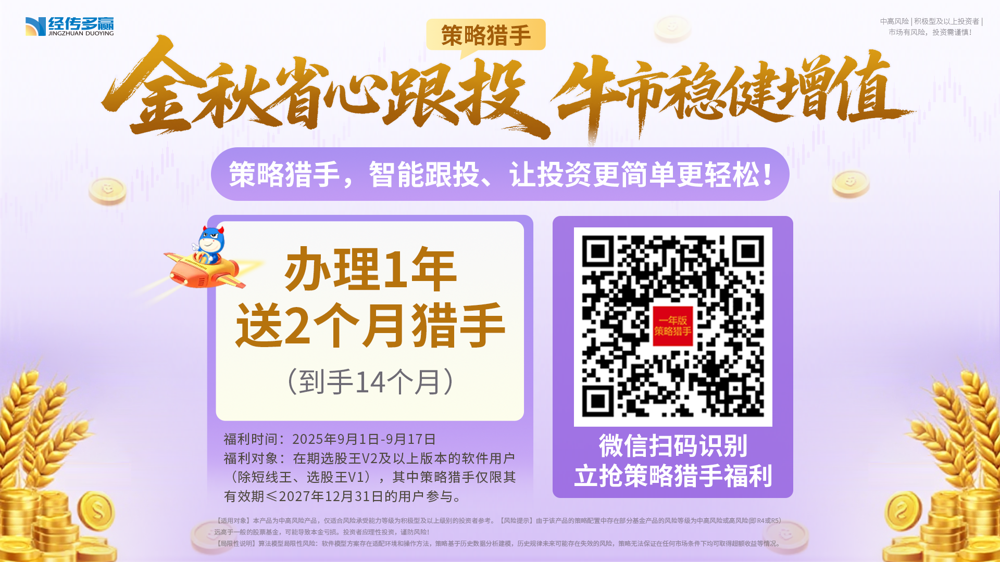 经传多赢
JINGZHUAN DUOYING
策略猎手
中高风险 | 积极型及以上投资者 |
市场有风险，投资需谨慎！
金秋省心跟投 牛市稳健增值
策略猎手，智能跟投、让投资更简单更轻松！
办理1年
送2个月猎手
（到手14个月）
福利时间：2025年9月1日-9月17日
福利对象：在期选股王V2及以上版本的软件用户
（除短线王、选股王V1），其中策略猎手仅限其
有效期≤2027年12月31日的用户参与。
一年版
策略猎手
微信扫码识别
立抢策略猎手福利
【适用对象】本产品为中高风险产品，仅适合风险承受能力等级为积极型及以上级别的投资者参考。【风险提示】由于该产品的策略配置中存在部分基金产品的风险等级为中高风险或高风险(即R4或R5）
远高于一般的股票基金，可能导致本金亏损。投资者应理性投资，谨防风险！
【局限性说明】算法模型局限性风险：软件模型方案存在适配环境和操作方法，策略基于历史数据分析建模，历史规律未来可能存在失效的风险，策略无法保证在任何市场条件下均可取得超额收益等情况。